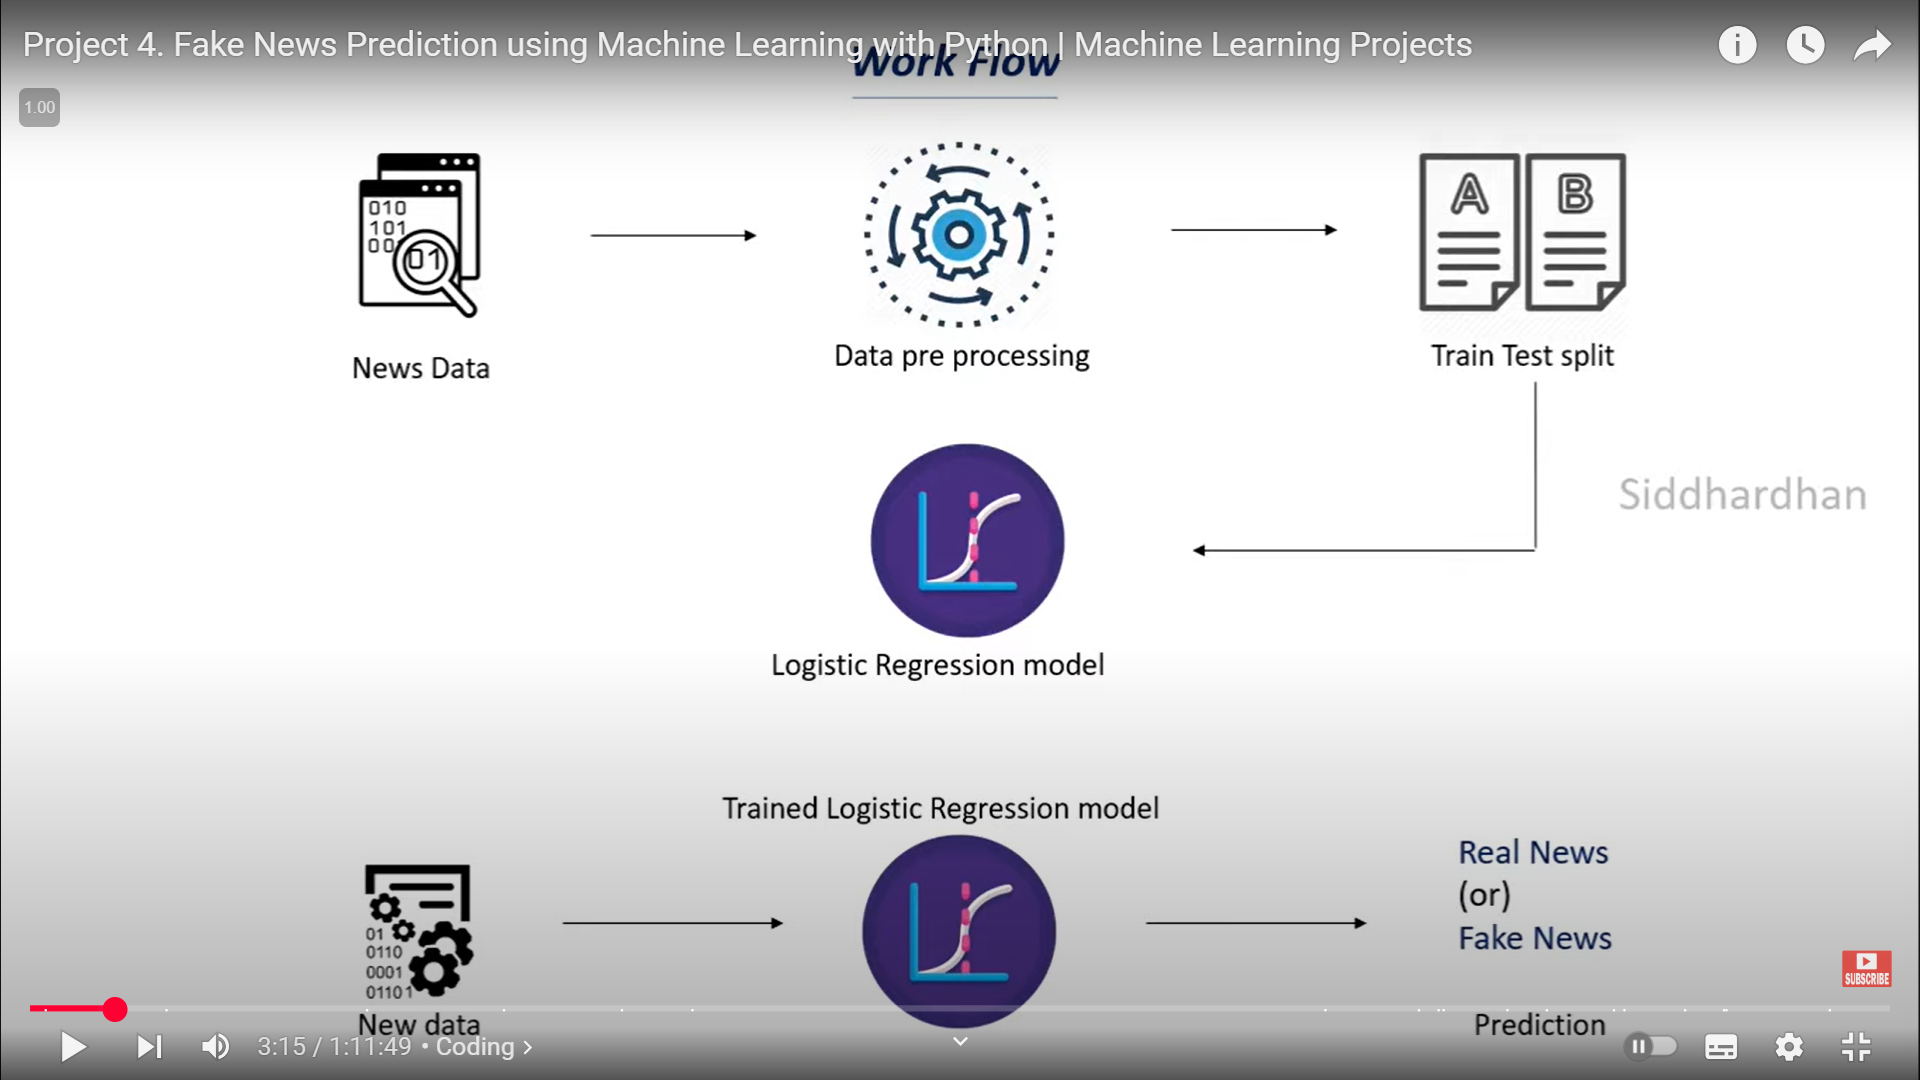 Project 4. Fake News Prediction using Machine Learning with Python | Machine Learning Projects
Work Flow
1.00
010
101
00
01
A
B
News Data
Data pre processing
Train Test split
Siddhardhan
Logistic Regression model
Trained Logistic Regression model
Real News
(or)
Fake News
01
0110
0001
01101
SUBSCRIBE
New data
Prediction
3:15 / 1:11:49 • Coding